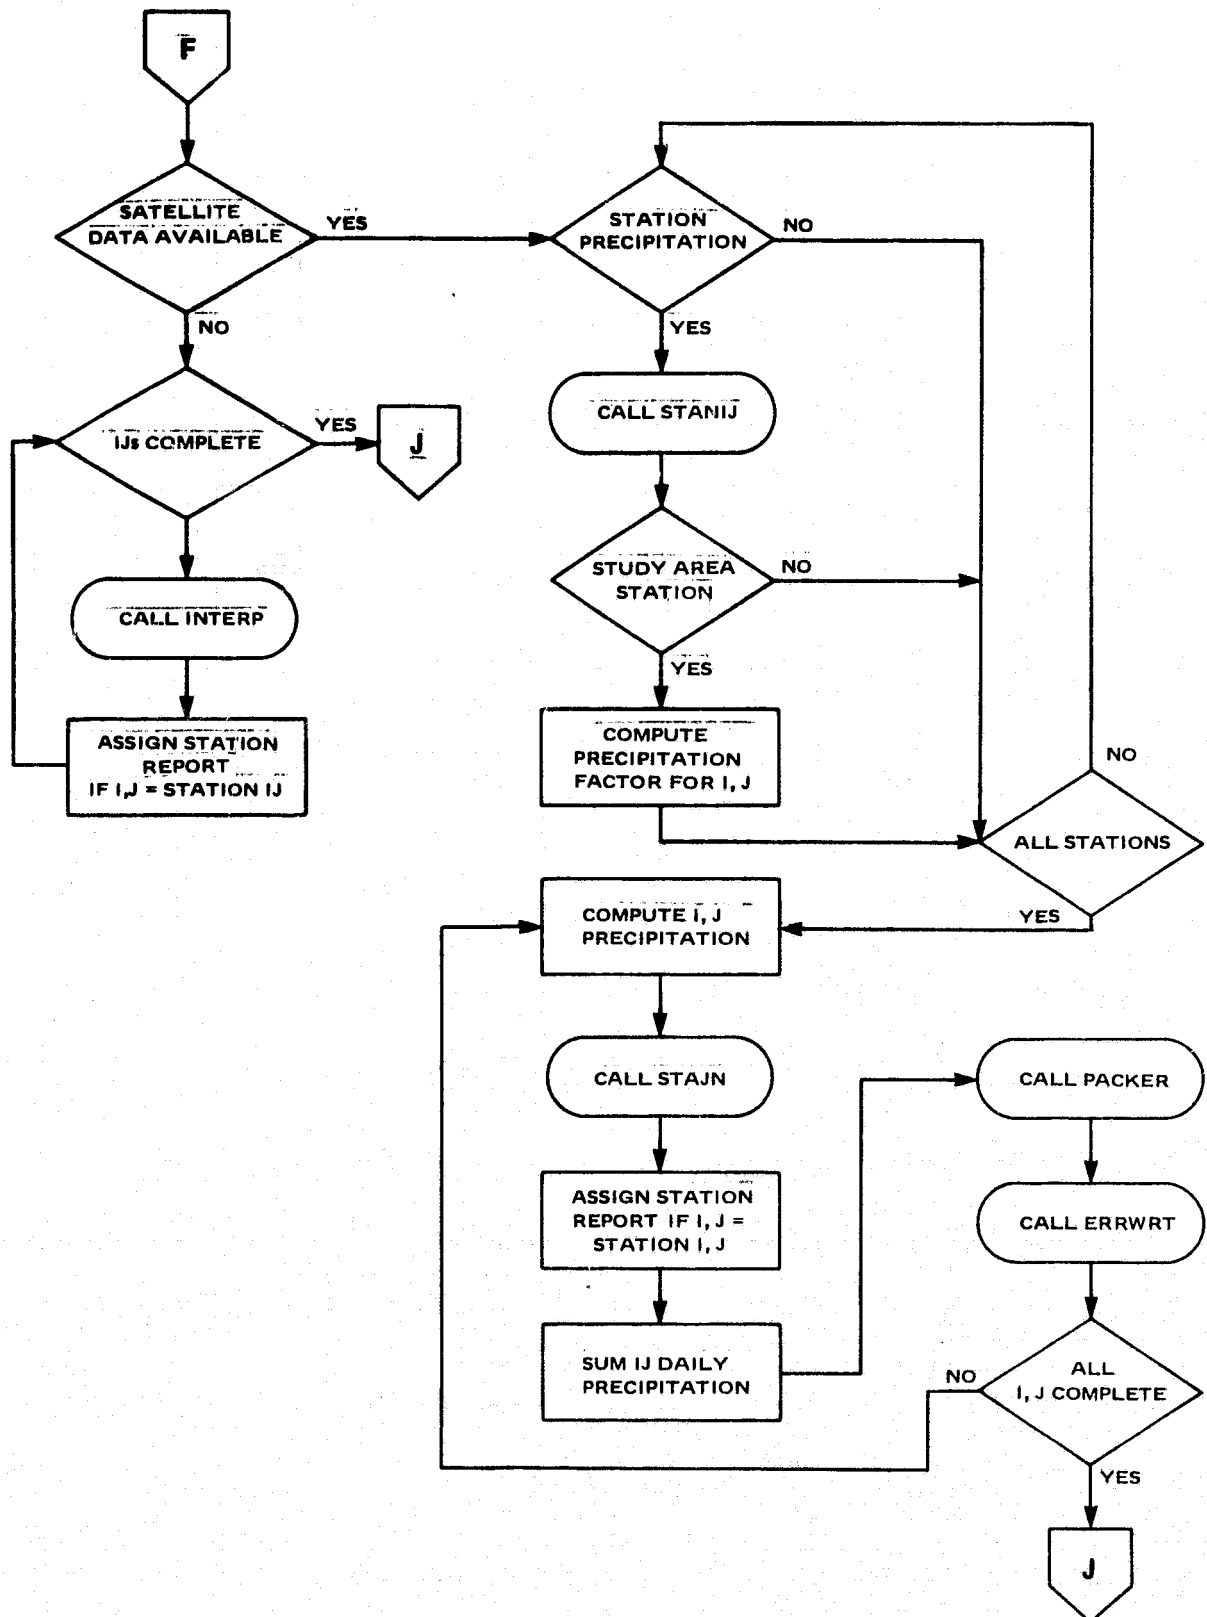 F
SATELLITE
DATA AVAILABLE
YES
NO
IJs COMPLETE
YES
J
CALL INTERP
ASSIGN STATION
REPORT
IF I,J = STATION IJ
STATION
PRECIPITATION
NO
YES
CALL STANIJ
STUDY AREA
STATION
NO
YES
COMPUTE
PRECIPITATION
FACTOR FOR I, J
NO
ALL STATIONS
YES
COMPUTE I, J
PRECIPITATION
CALL STAJN
ASSIGN STATION
REPORT IF I, J =
STATION I, J
SUM IJ DAILY
PRECIPITATION
CALL PACKER
CALL ERRWRT
ALL
I, J COMPLETE
NO
YES
J